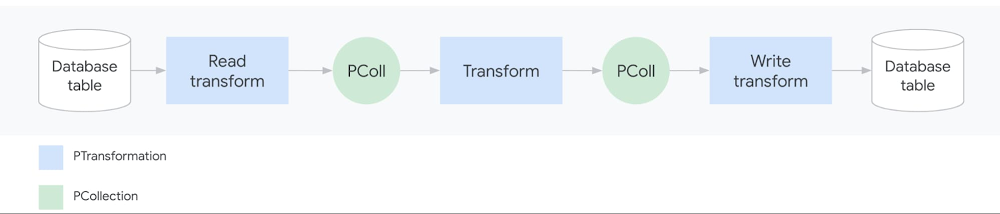 Database
table
Read
transform
PColl
Transform
PColl
Write
transform
Database
table
PTransformation
PCollection